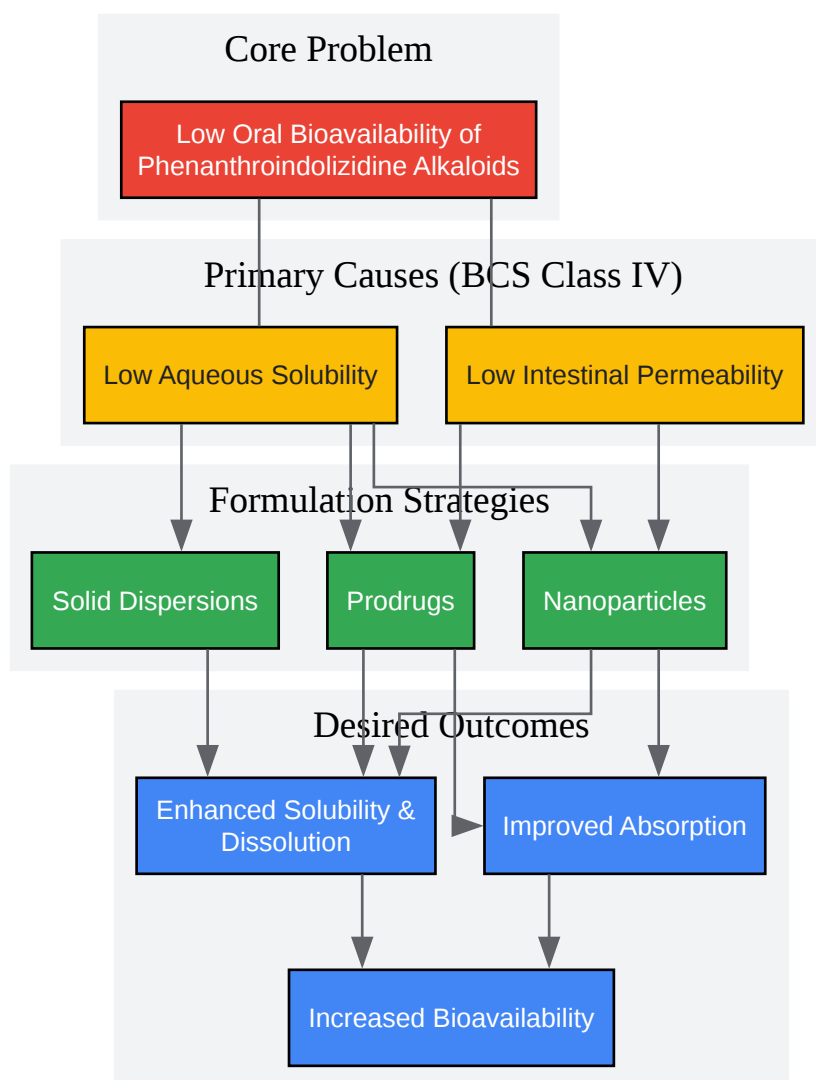 Core Problem
Low Oral Bioavailability of
Phenanthroindolizidine Alkaloids
Primary Causes (BCS Class IV)
Low Aqueous Solubility
Low Intestinal Permeability
Formulation Strategies
Solid Dispersions
Prodrugs
Nanoparticles
Desired Outcomes
Enhanced Solubility &
Dissolution
Improved Absorption
Increased Bioavailability